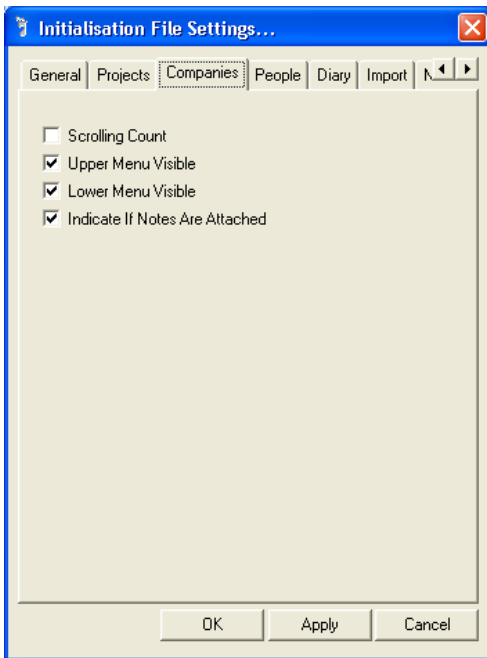 Initialisation File Settings...
General Projects Companies People Diary Import
Scrolling Count
Upper Menu Visible
Lower Menu Visible
Indicate If Notes Are Attached
OK Apply Cancel